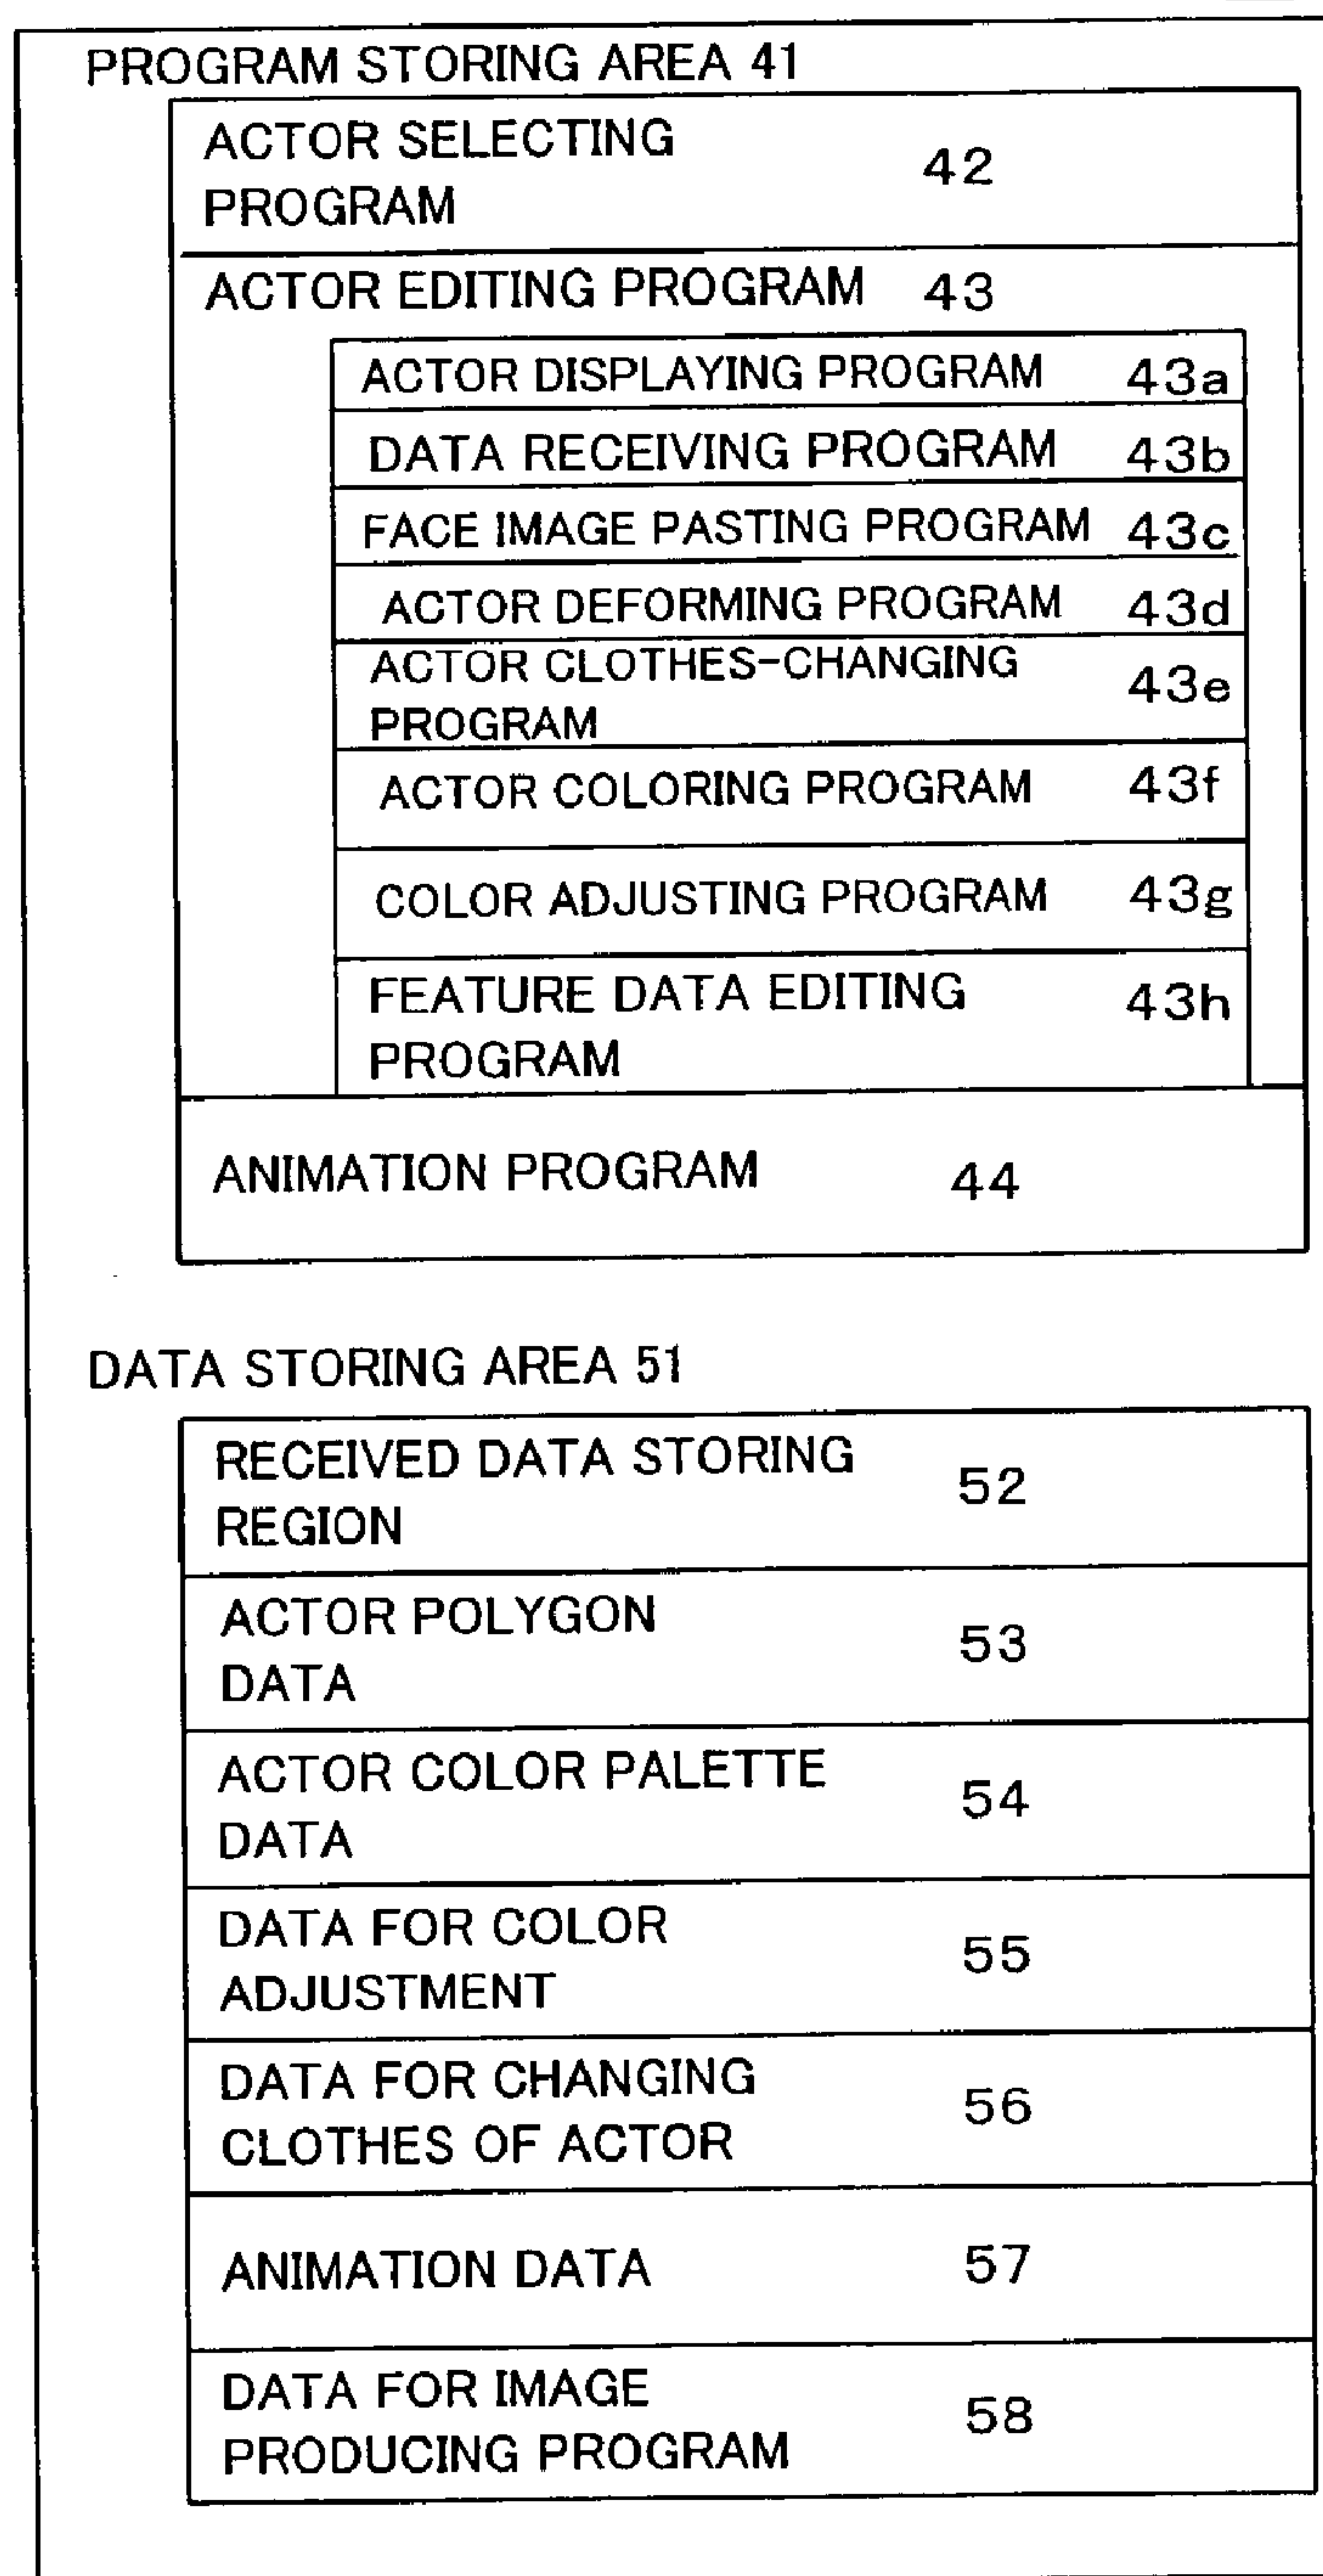 PROGRAM STORING AREA 41
ACTOR SELECTING
PROGRAM 42
ACTOR EDITING PROGRAM 43
ACTOR DISPLAYING PROGRAM 43a
DATA RECEIVING PROGRAM 43b
FACE IMAGE PASTING PROGRAM 43c
ACTOR DEFORMING PROGRAM 43d
ACTOR CLOTHES-CHANGING
PROGRAM 43e
ACTOR COLORING PROGRAM 43f
COLOR ADJUSTING PROGRAM 43g
FEATURE DATA EDITING 43h
PROGRAM
ANIMATION PROGRAM 44
DATA STORING AREA 51
RECEIVED DATA STORING
REGION 52
ACTOR POLYGON
DATA 53
ACTOR COLOR PALETTE
DATA 54
DATA FOR COLOR
ADJUSTMENT 55
DATA FOR CHANGING
CLOTHES OF ACTOR 56
ANIMATION DATA 57
DATA FOR IMAGE
PRODUCING PROGRAM 58